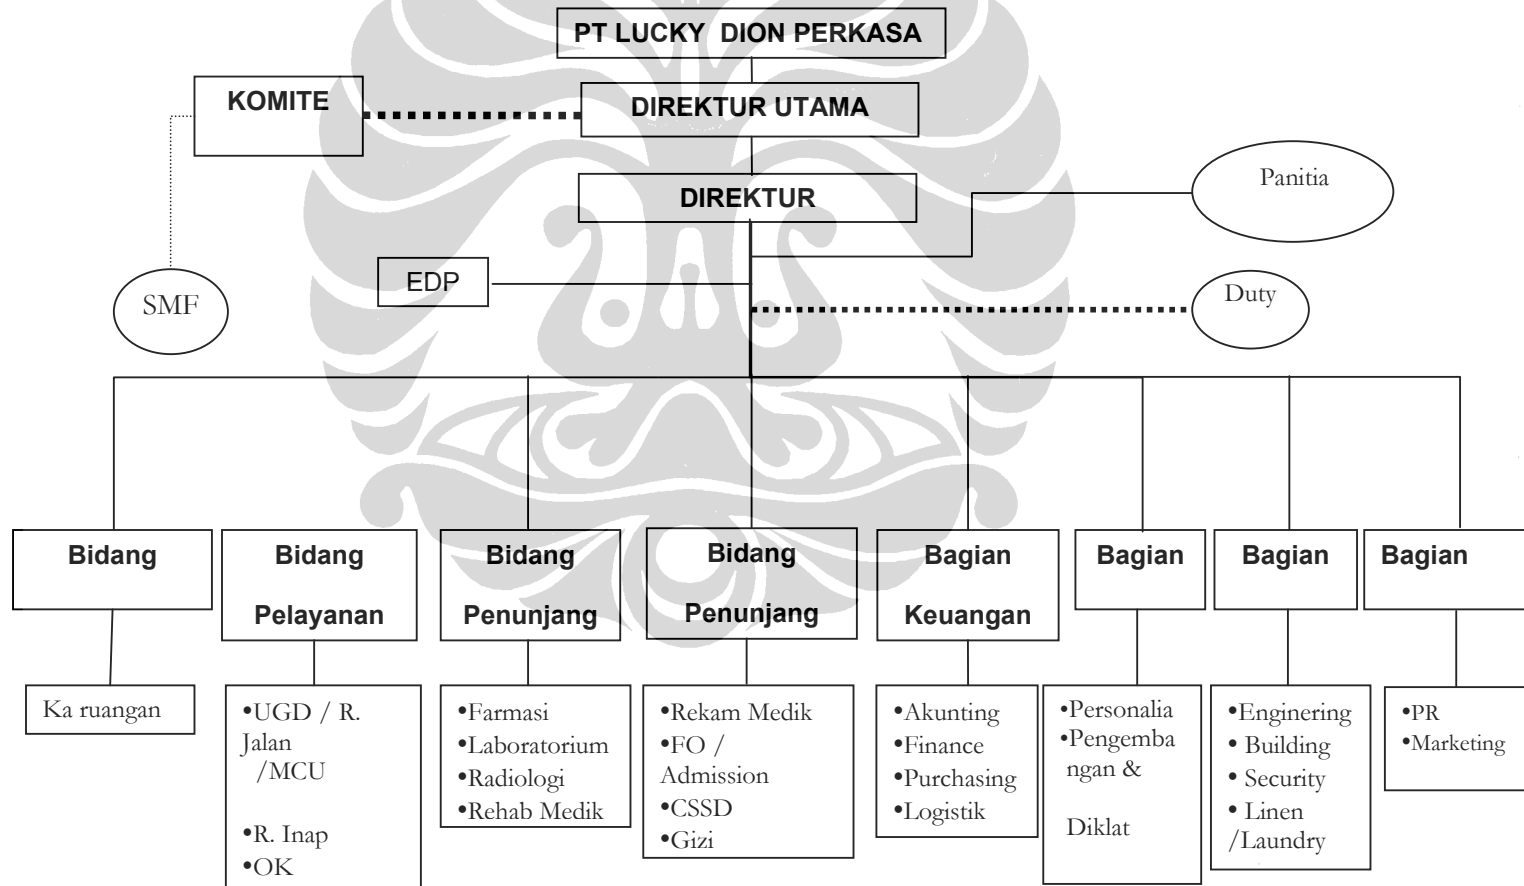 PT LUCKY DION PERKASA
KOMITE
DIREKTUR UTAMA
DIREKTUR
Panitia
EDP
SMF
Duty
Bidang
Bidang
Pelayanan
Bidang
Penunjang
Bidang
Penunjang
Bagian
Keuangan
Bagian
Bagian
Bagian
Ka ruangan
•UGD / R.
Jalan
/MCU
•R. Inap
•OK
•Farmasi
•Laboratorium
•Radiologi
•Rehab Medik
•Rekam Medik
•FO /
Admission
•CSSD
•Gizi
•Akunting
•Finance
•Purchasing
•Logistik
•Personalia
•Pengemba
ngan &
Diklat
•Enginering
• Building
• Security
• Linen
/Laundry
•PR
•Marketing